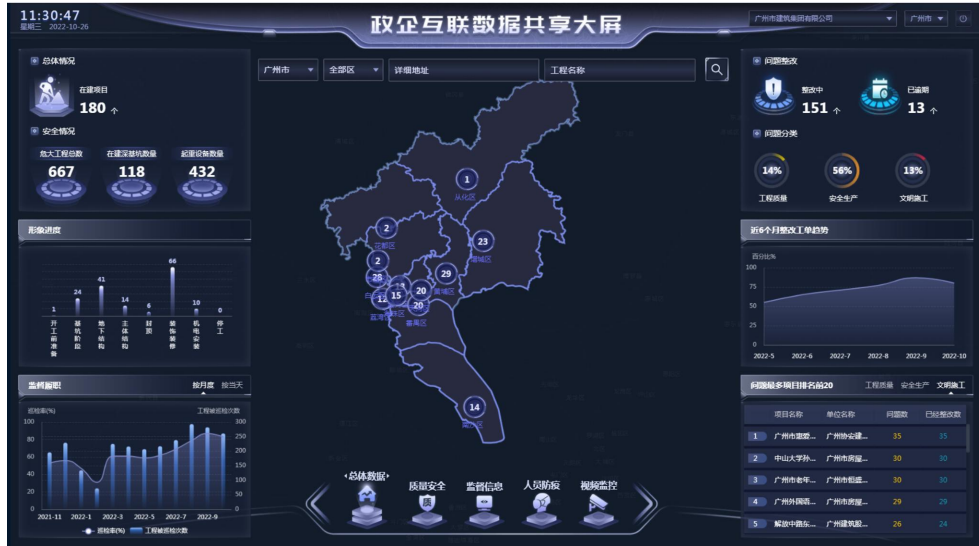 11:30:47
星期三 2022-10-26
政企互联数据共享大屏
广州市建筑集团有限公司
广州市
总体情况
在建项目
180 个
安全情况
危大工程总数 在建深基坑数量 起重设备数量
667 118 432
形象进度
1 24 41 14 6 66 10 0
开工前准备
基坑阶段
地下结构
主体结构
封顶
装饰装修
机电安装
停工
监督履职
按月度 按当天
巡检率(%) 工程被巡检次数
100 300
80 250
200
60
150
40
100
20
50
0 0
2021-11 2022-1 2022-3 2022-5 2022-7 2022-9
巡检率(%) 工程被巡检次数
广州市 全部区 详细地址 工程名称
1
从化区
2
花都区
23
增城区
2
28
29
黄埔区
15
20
12
20
荔湾区
番禺区
14
南沙区
总体数据
质量安全
监督信息
人员防疫
视频监控
质
问题整改
整改中
151 个
已逾期
13 个
问题分类
14% 56% 13%
工程质量 安全生产 文明施工
近6个月整改工单趋势
百分比%
100
75
50
25
0
2022-5 2022-6 2022-7 2022-8 2022-9 2022-10
问题最多项目排名前20 工程质量 安全生产 文明施工
项目名称 单位名称 问题数 已经整改数
1 广州市惠爱... 广州协安建... 35 35
2 中山大学孙... 广州市房屋... 30 30
3 广州市老年... 广州市恒盛... 30 30
4 广州外国语... 广州市房屋... 29 29
5 解放中路东... 广州建筑股... 26 24